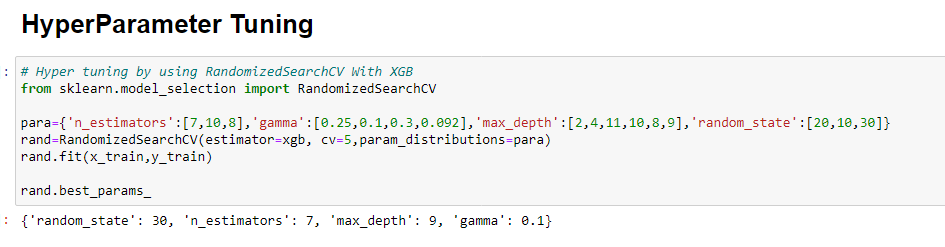 HyperParameter Tuning
: # Hyper tuning by using RandomizedSearchCV With XGB
from sklearn.model_selection import RandomizedSearchCV
para={'n_estimators':[7,10,8],'gamma':[0.25,0.1,0.3,0.092],'max_depth':[2,4,11,10,8,9],'random_state':[20,10,30]}
rand=RandomizedSearchCV(estimator=xgb, cv=5,param_distributions=para)
rand.fit(x_train,y_train)
rand.best_params_
: {'random_state': 30, 'n_estimators': 7, 'max_depth': 9, 'gamma': 0.1}